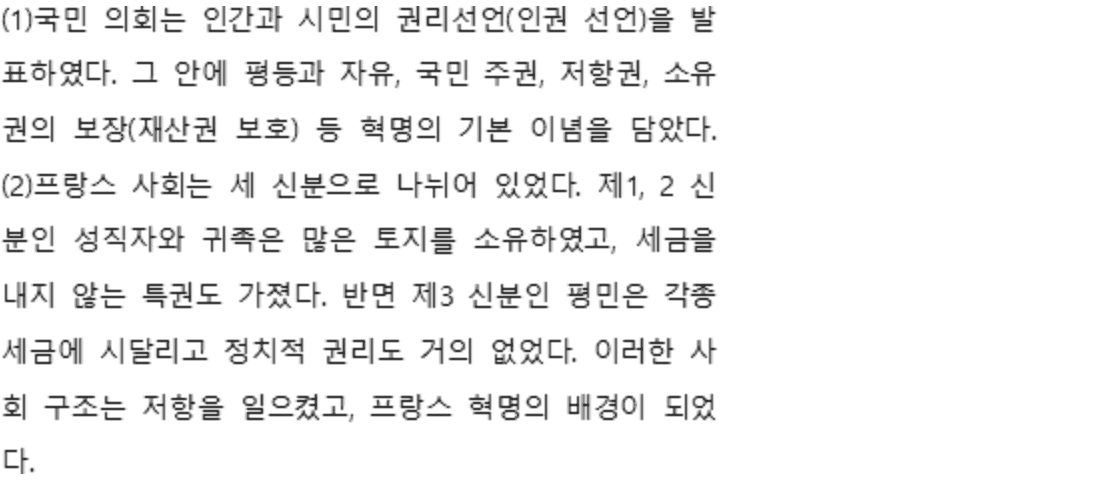 (1)국민 의회는 인간과 시민의 권리선언(인권 선언)을 발
표하였다. 그 안에 평등과 자유, 국민 주권, 저항권, 소유
권의 보장(재산권 보호) 등 혁명의 기본 이념을 담았다.
(2)프랑스 사회는 세 신분으로 나뉘어 있었다. 제1, 2 신
분인 성직자와 귀족은 많은 토지를 소유하였고, 세금을
내지 않는 특권도 가졌다. 반면 제3 신분인 평민은 각종
세금에 시달리고 정치적 권리도 거의 없었다. 이러한 사
회 구조는 저항을 일으켰고, 프랑스 혁명의 배경이 되었
다.